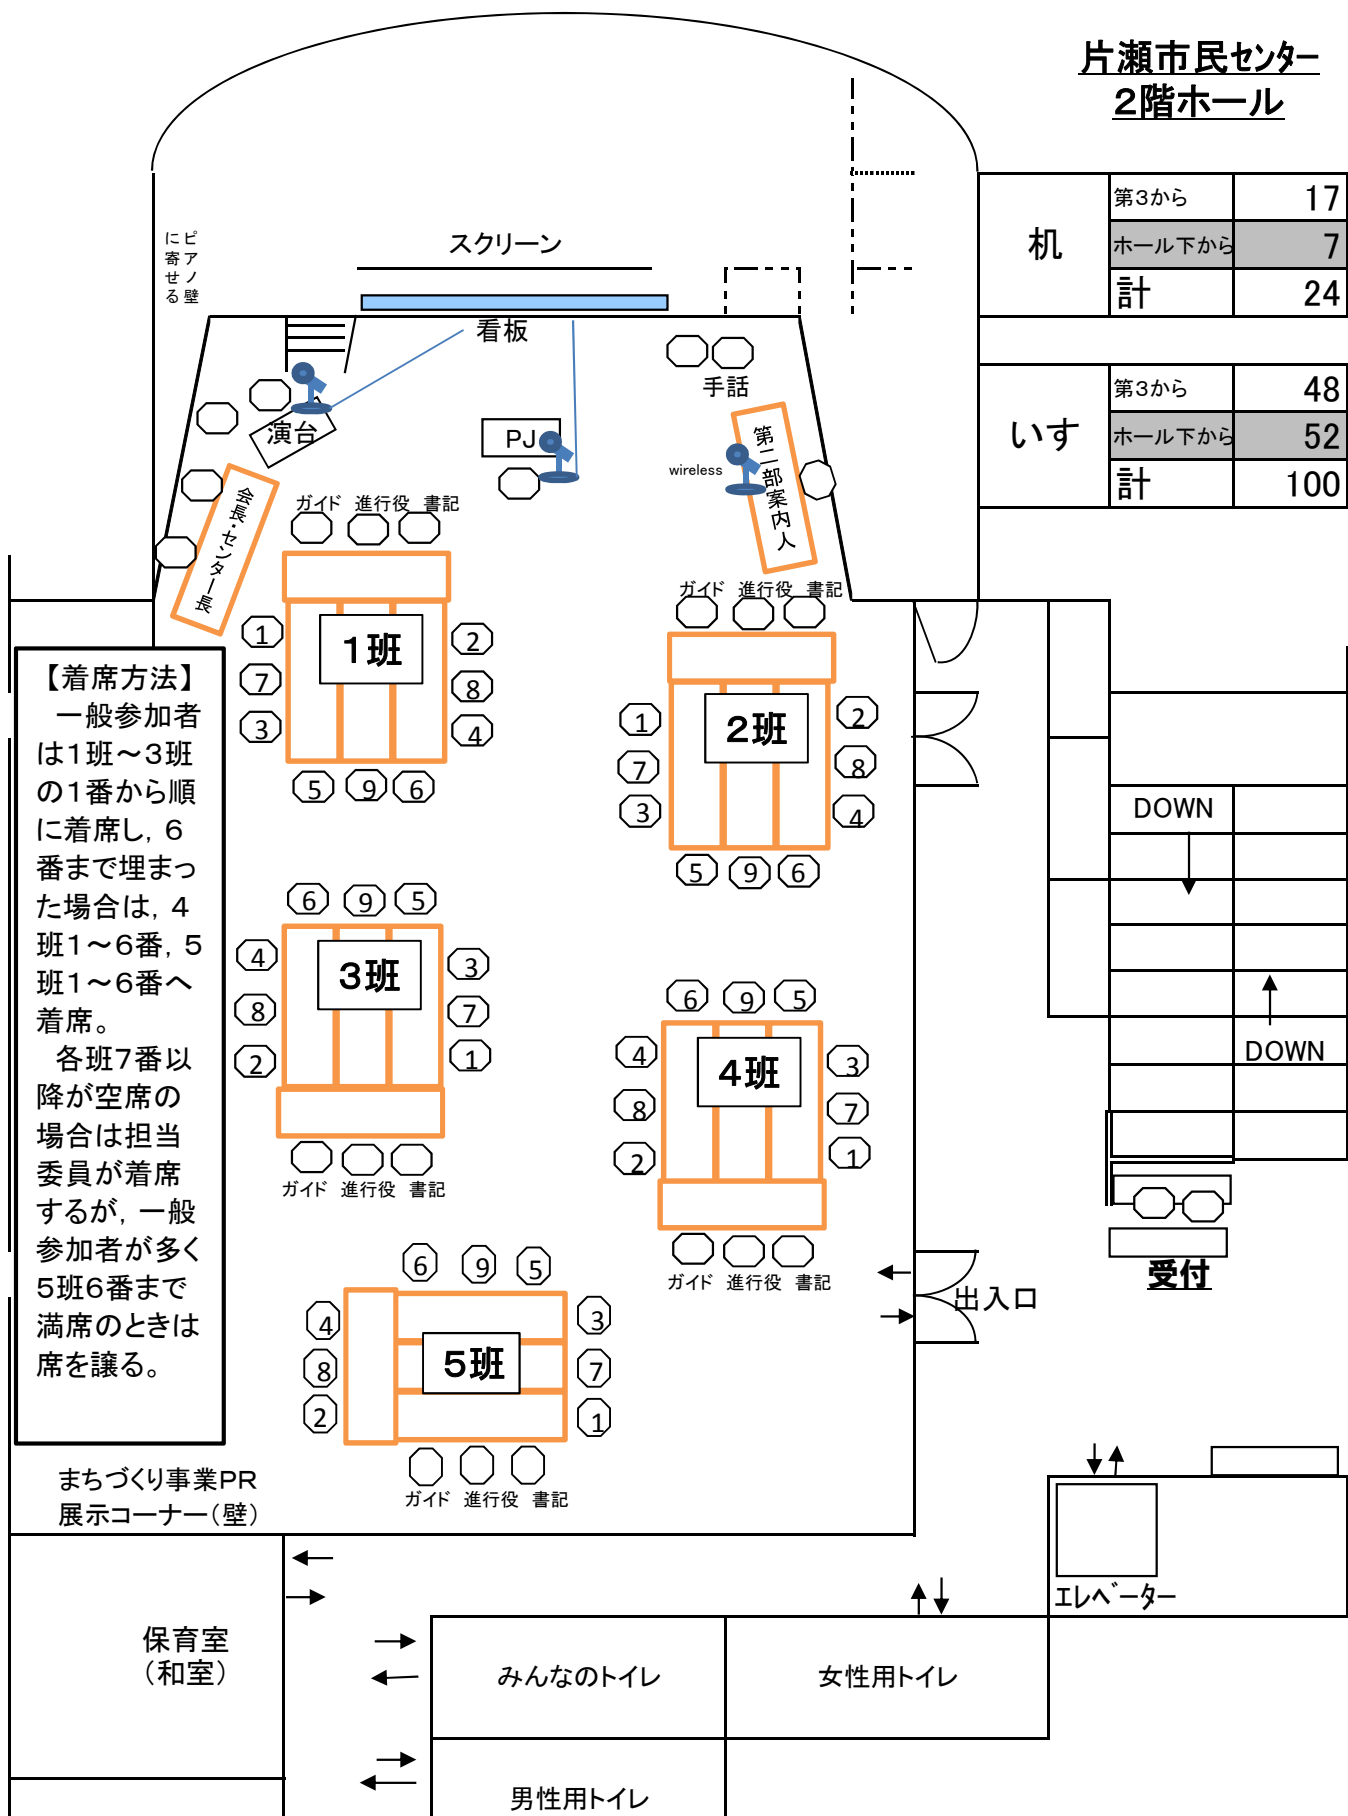 片瀬市民センター
２階ホール
机
第３から
17
ホール下から
7
計
24
いす
第３から
48
ホール下から
52
計
100
ピアノ壁
に寄せる
スクリーン
看板
手話
演台
PJ
wireless
第二部案内人
会長・センター長
ガイド 進行役 書記
１班
1
2
7
8
3
4
5 9 6
ガイド 進行役 書記
２班
1
2
7
8
3
4
5 9 6
【着席方法】
一般参加者
は１班～３班
の１番から順
に着席し，６
番まで埋まっ
た場合は，４
班１～６番，５
班１～６番へ
着席。
各班７番以
降が空席の
場合は担当
委員が着席
するが，一般
参加者が多く
５班６番まで
満席のときは
席を譲る。
6 9 5
３班
4
3
8
7
2
1
ガイド 進行役 書記
6 9 5
４班
4
3
8
7
2
1
ガイド 進行役 書記
6 9 5
５班
4
3
8
7
2
1
ガイド 進行役 書記
DOWN
DOWN
受付
出入口
まちづくり事業PR
展示コーナー（壁）
エレベーター
保育室
（和室）
みんなのトイレ
女性用トイレ
男性用トイレ